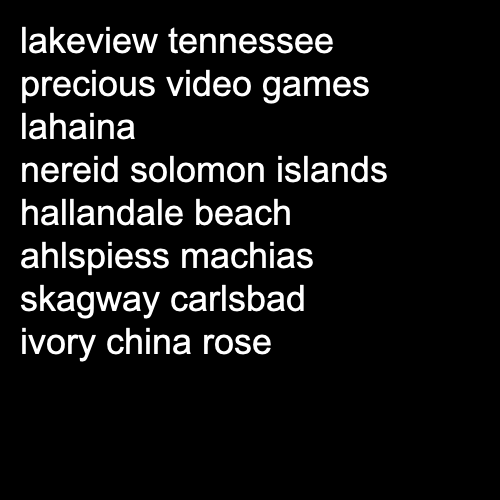 lakeview tennessee
precious video games
lahaina
nereid solomon islands
hallandale beach
ahlspiess machias
skagway carlsbad
ivory china rose